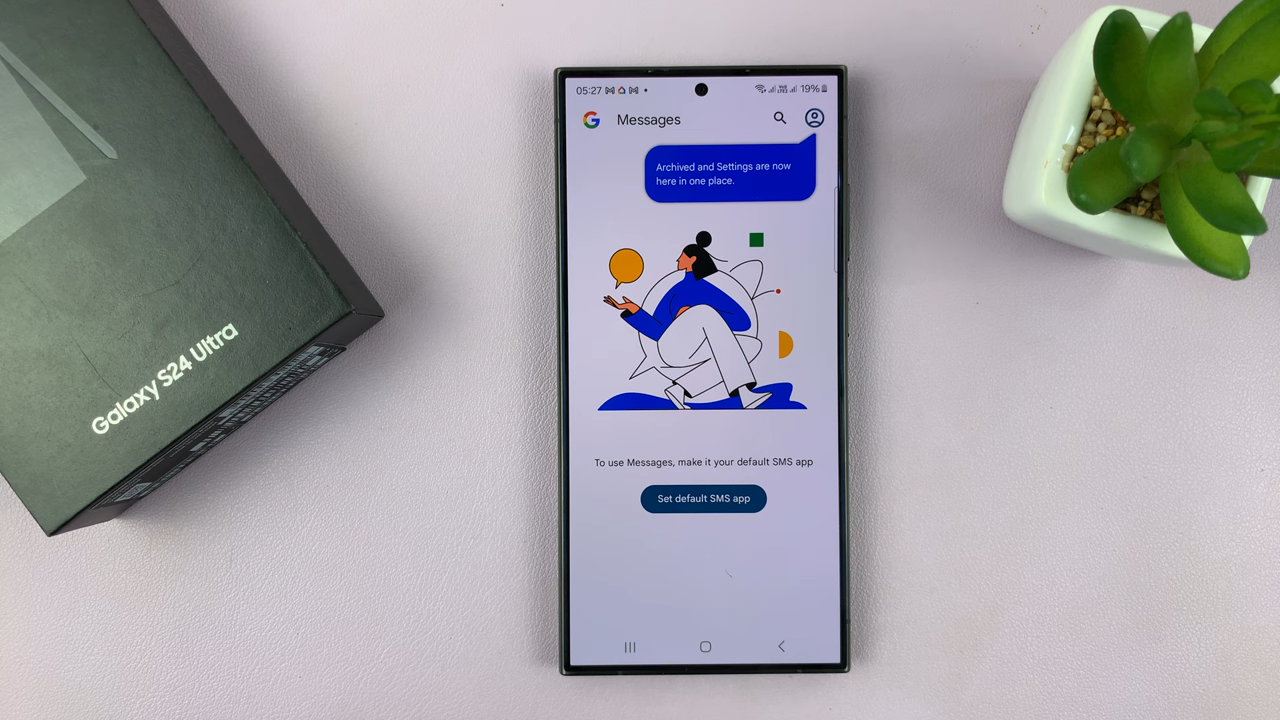 Galaxy S24 Ultra
05:27
19%
Messages
Archived and Settings are now
here in one place.
To use Messages, make it your default SMS app
Set default SMS app